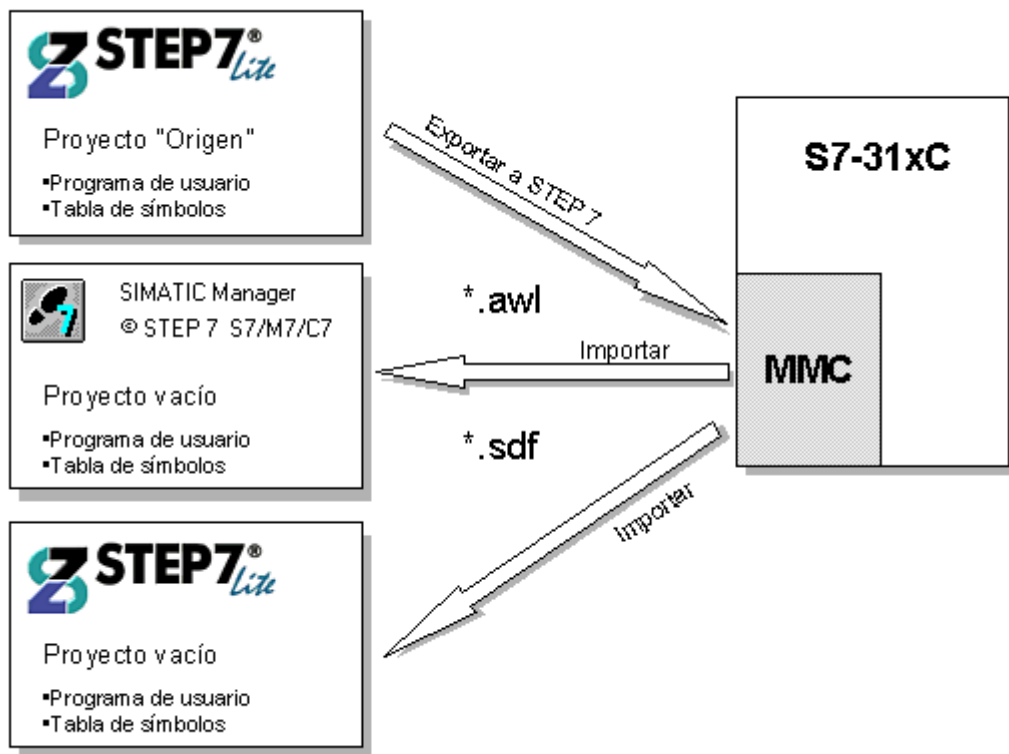 STEP7® Lite
Proyecto "Origen"
▪Programa de usuario
▪Tabla de símbolos
Exportar a STEP 7
S7-31xC
7
SIMATIC Manager
© STEP 7 S7/M7/C7
*.awl
Importar
MMC
Proyecto vacío
▪Programa de usuario
▪Tabla de símbolos
*.sdf
Importar
STEP7® Lite
Proyecto vacío
▪Programa de usuario
▪Tabla de símbolos